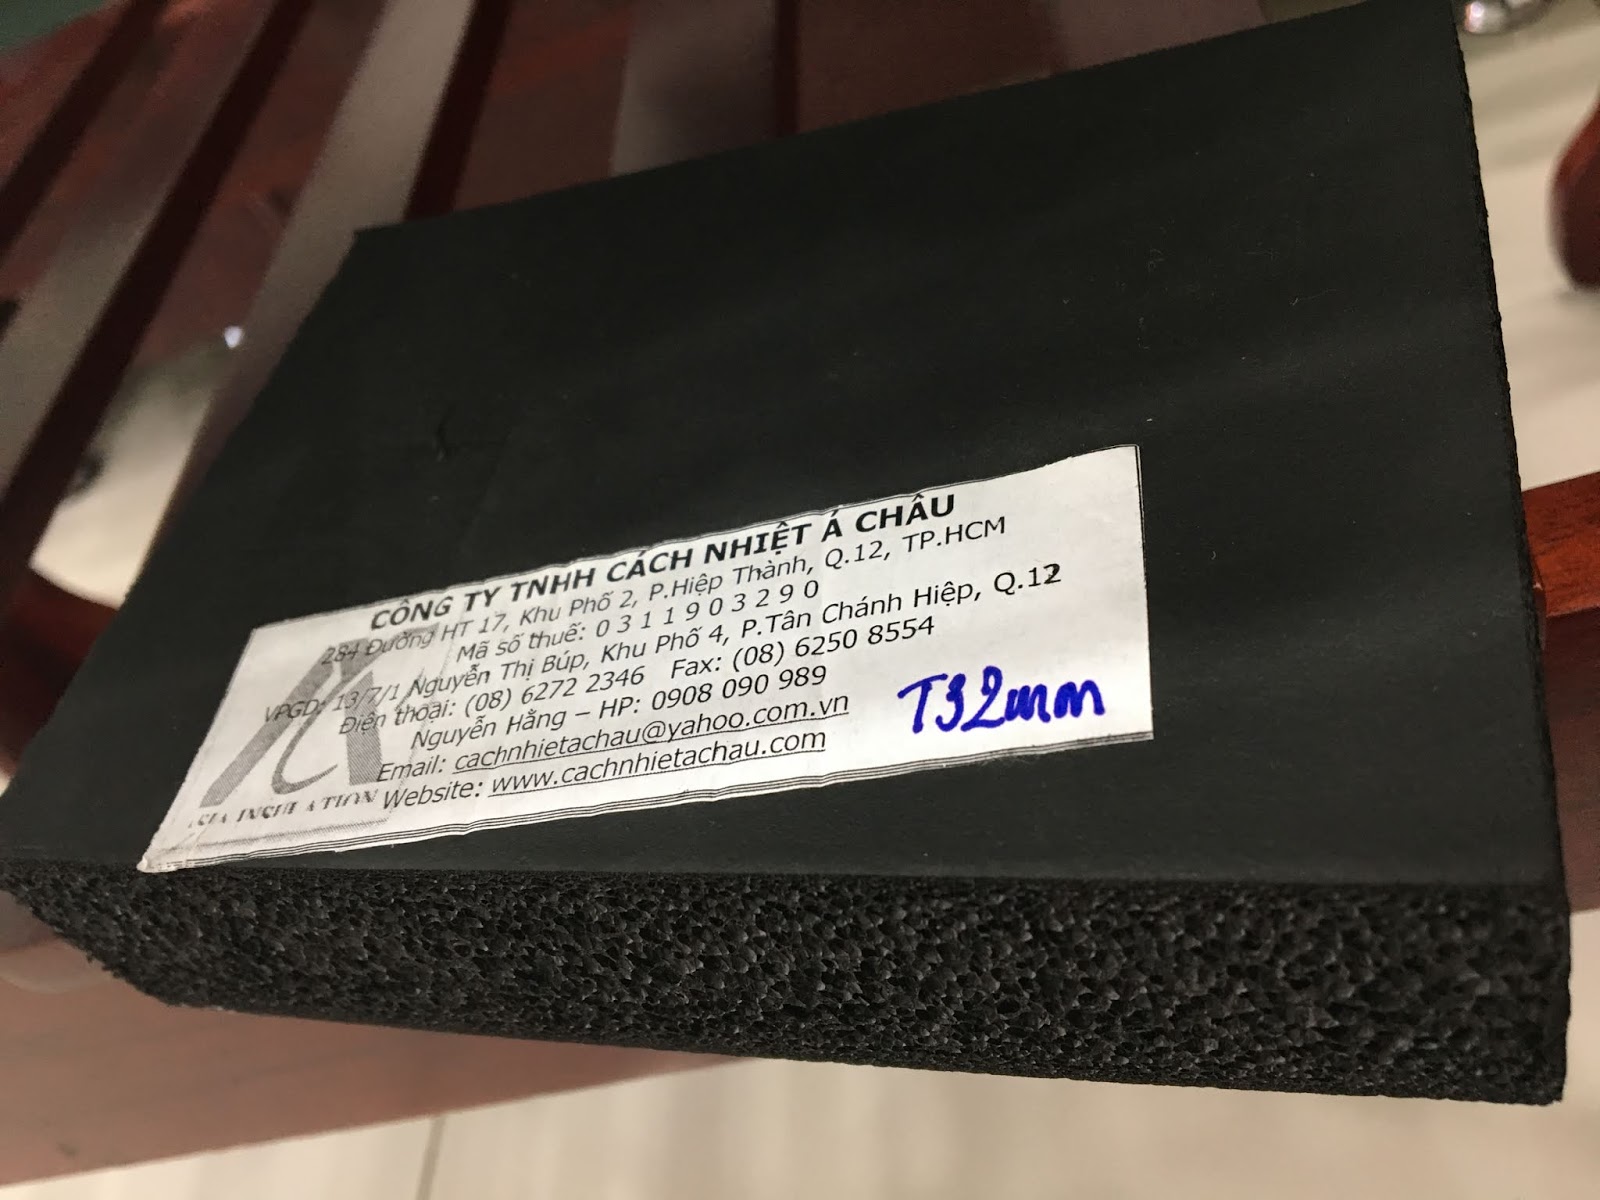 CÔNG TY TNHH CÁCH NHIỆT Á CHÂU
284 Đường HT 17, Khu Phố 2, P.Hiệp Thành, Q.12, TP.HCM
Mã số thuế: 0 3 1 1 9 0 3 2 9 0
VPGD: 13/7/1 Nguyễn Thị Búp, Khu Phố 4, P.Tân Chánh Hiệp, Q.12
Điện thoại: (08) 6272 2346 Fax: (08) 6250 8554
Nguyễn Hằng – HP: 0908 090 989
Email: cachnhietachau@yahoo.com.vn
Website: www.cachnhietachau.com
ASIA INSULATION
T32mm